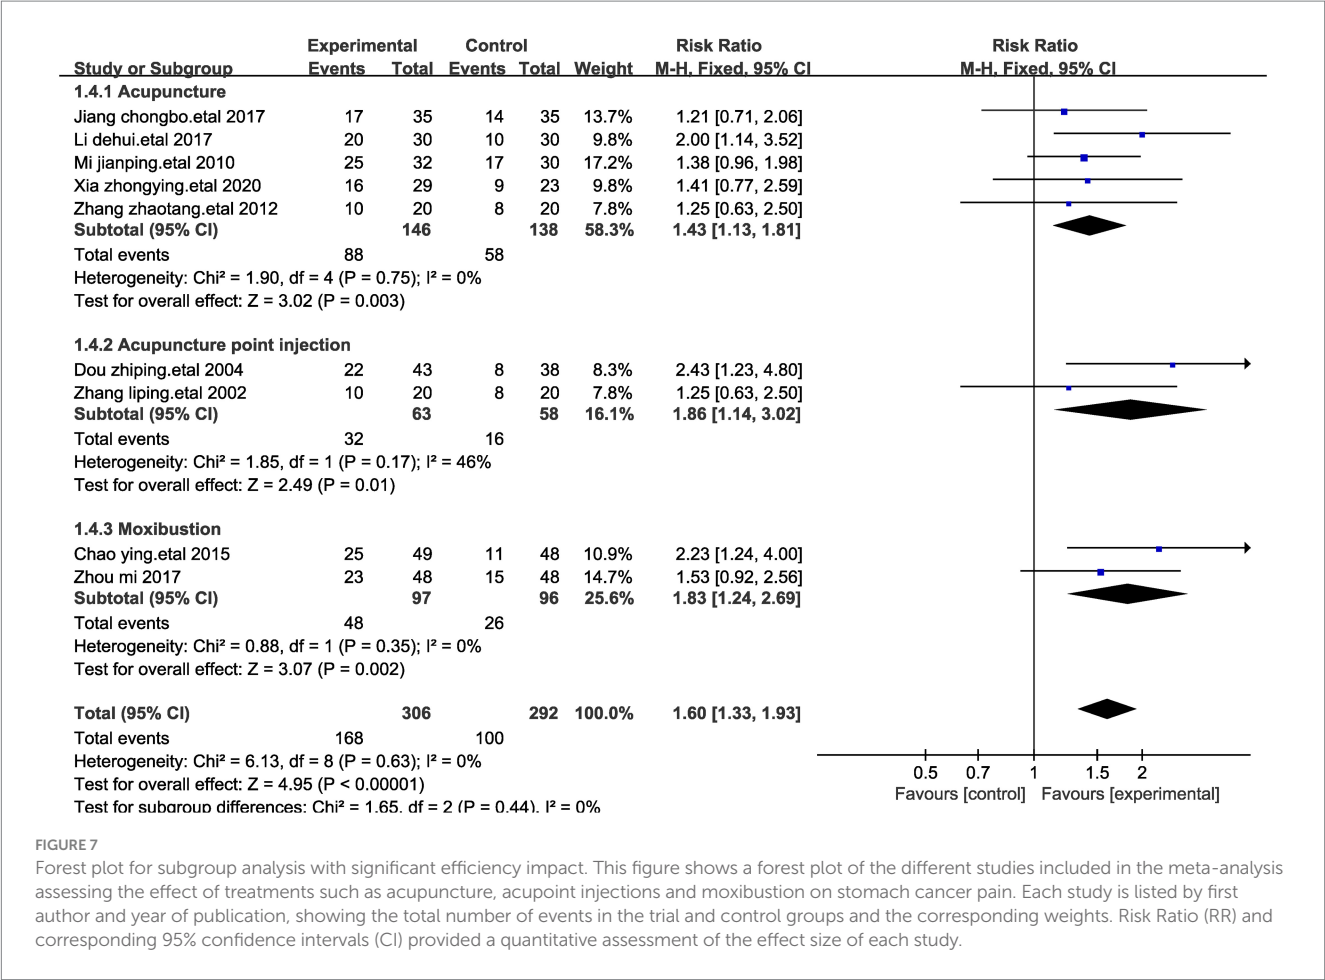 Experimental Control Risk Ratio Risk Ratio
Study or Subgroup Events Total Events Total Weight M-H, Fixed, 95% CI M-H, Fixed, 95% CI
1.4.1 Acupuncture
Jiang chongbo.etal 2017 17 35 14 35 13.7% 1.21 [0.71, 2.06]
Li dehui.etal 2017 20 30 10 30 9.8% 2.00 [1.14, 3.52]
Mi jianping.etal 2010 25 32 17 30 17.2% 1.38 [0.96, 1.98]
Xia zhongying.etal 2020 16 29 9 23 9.8% 1.41 [0.77, 2.59]
Zhang zhaotang.etal 2012 10 20 8 20 7.8% 1.25 [0.63, 2.50]
Subtotal (95% CI) 146 138 58.3% 1.43 [1.13, 1.81]
Total events 88 58
Heterogeneity: Chi² = 1.90, df = 4 (P = 0.75); I² = 0%
Test for overall effect: Z = 3.02 (P = 0.003)
1.4.2 Acupuncture point injection
Dou zhiping.etal 2004 22 43 8 38 8.3% 2.43 [1.23, 4.80]
Zhang liping.etal 2002 10 20 8 20 7.8% 1.25 [0.63, 2.50]
Subtotal (95% CI) 63 58 16.1% 1.86 [1.14, 3.02]
Total events 32 16
Heterogeneity: Chi² = 1.85, df = 1 (P = 0.17); I² = 46%
Test for overall effect: Z = 2.49 (P = 0.01)
1.4.3 Moxibustion
Chao ying.etal 2015 25 49 11 48 10.9% 2.23 [1.24, 4.00]
Zhou mi 2017 23 48 15 48 14.7% 1.53 [0.92, 2.56]
Subtotal (95% CI) 97 96 25.6% 1.83 [1.24, 2.69]
Total events 48 26
Heterogeneity: Chi² = 0.88, df = 1 (P = 0.35); I² = 0%
Test for overall effect: Z = 3.07 (P = 0.002)
Total (95% CI) 306 292 100.0% 1.60 [1.33, 1.93]
Total events 168 100
Heterogeneity: Chi² = 6.13, df = 8 (P = 0.63); I² = 0%
Test for overall effect: Z = 4.95 (P < 0.00001)
Test for subgroup differences: Chi² = 1.65, df = 2 (P = 0.44), I² = 0%
0.5 0.7 1 1.5 2
Favours [control] Favours [experimental]
FIGURE 7
Forest plot for subgroup analysis with significant efficiency impact. This figure shows a forest plot of the different studies included in the meta-analysis
assessing the effect of treatments such as acupuncture, acupoint injections and moxibustion on stomach cancer pain. Each study is listed by first
author and year of publication, showing the total number of events in the trial and control groups and the corresponding weights. Risk Ratio (RR) and
corresponding 95% confidence intervals (CI) provided a quantitative assessment of the effect size of each study.